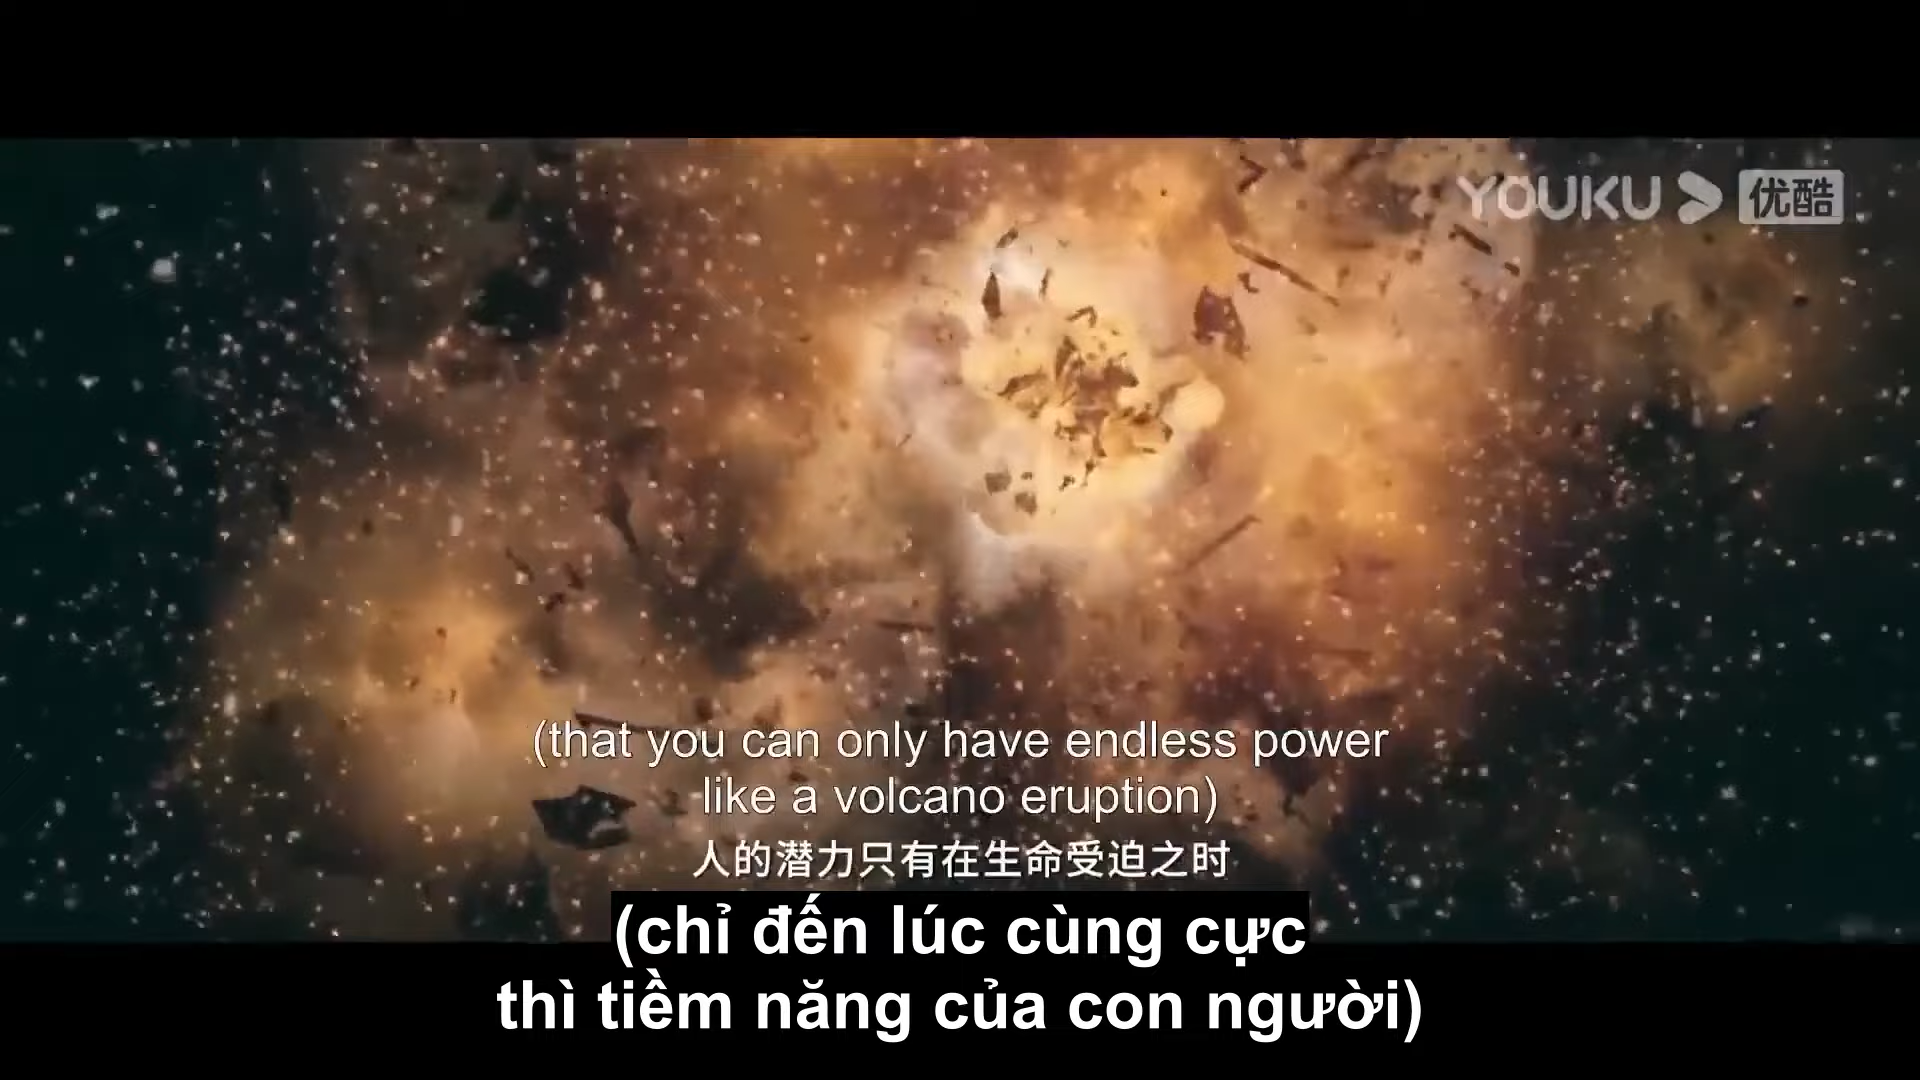 YOUKU 优酷
(that you can only have endless power
like a volcano eruption)
人的潜力只有在生命受迫之时
(chỉ đến lúc cùng cực
thì tiềm năng của con người)